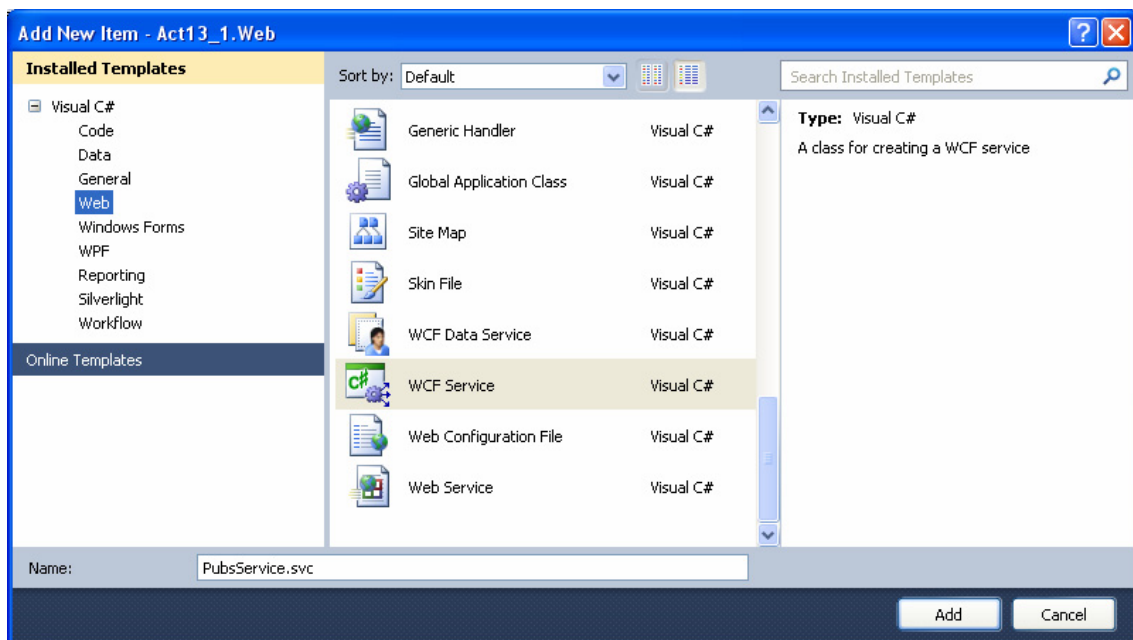 Add New Item - Act13_1.Web
Installed Templates
Visual C#
Code
Data
General
Web
Windows Forms
WPF
Reporting
Silverlight
Workflow
Online Templates
Sort by: Default
Generic Handler Visual C#
Global Application Class Visual C#
Site Map Visual C#
Skin File Visual C#
WCF Data Service Visual C#
WCF Service Visual C#
Web Configuration File Visual C#
Web Service Visual C#
Search Installed Templates
Type: Visual C#
A class for creating a WCF service
Name: PubsService.svc
Add Cancel